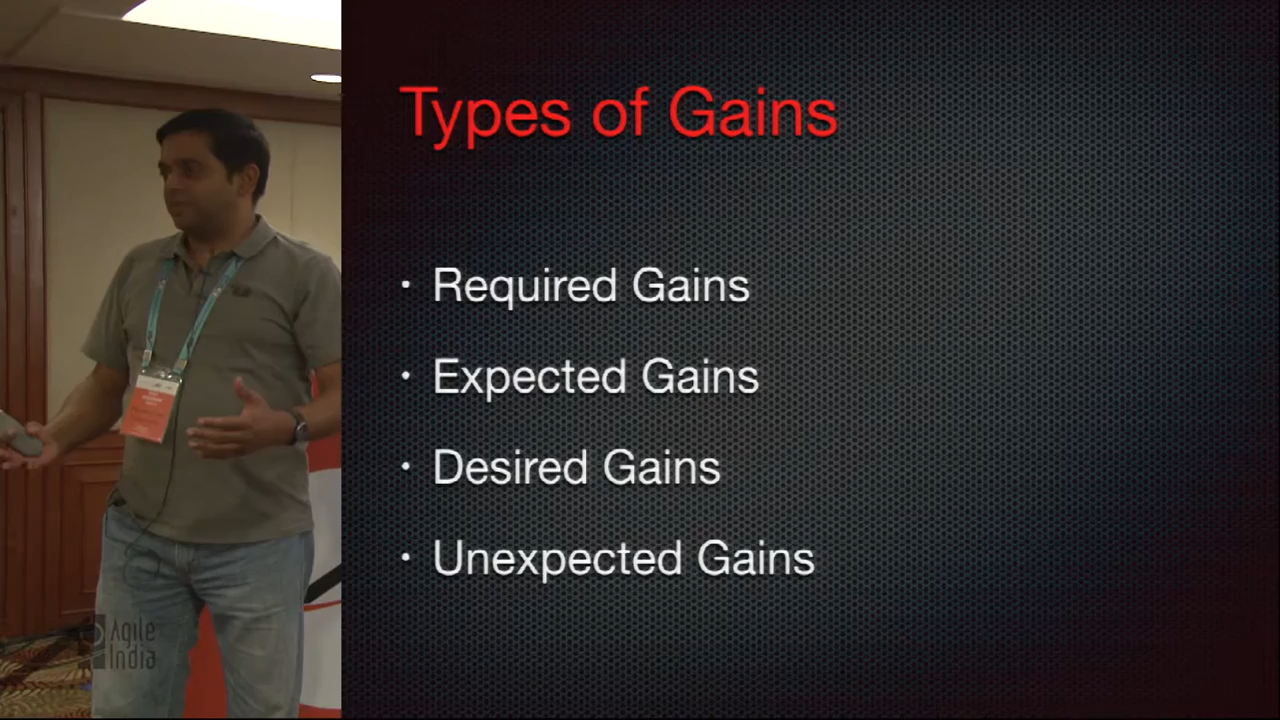 Types of Gains
• Required Gains
• Expected Gains
• Desired Gains
• Unexpected Gains
Agile
India